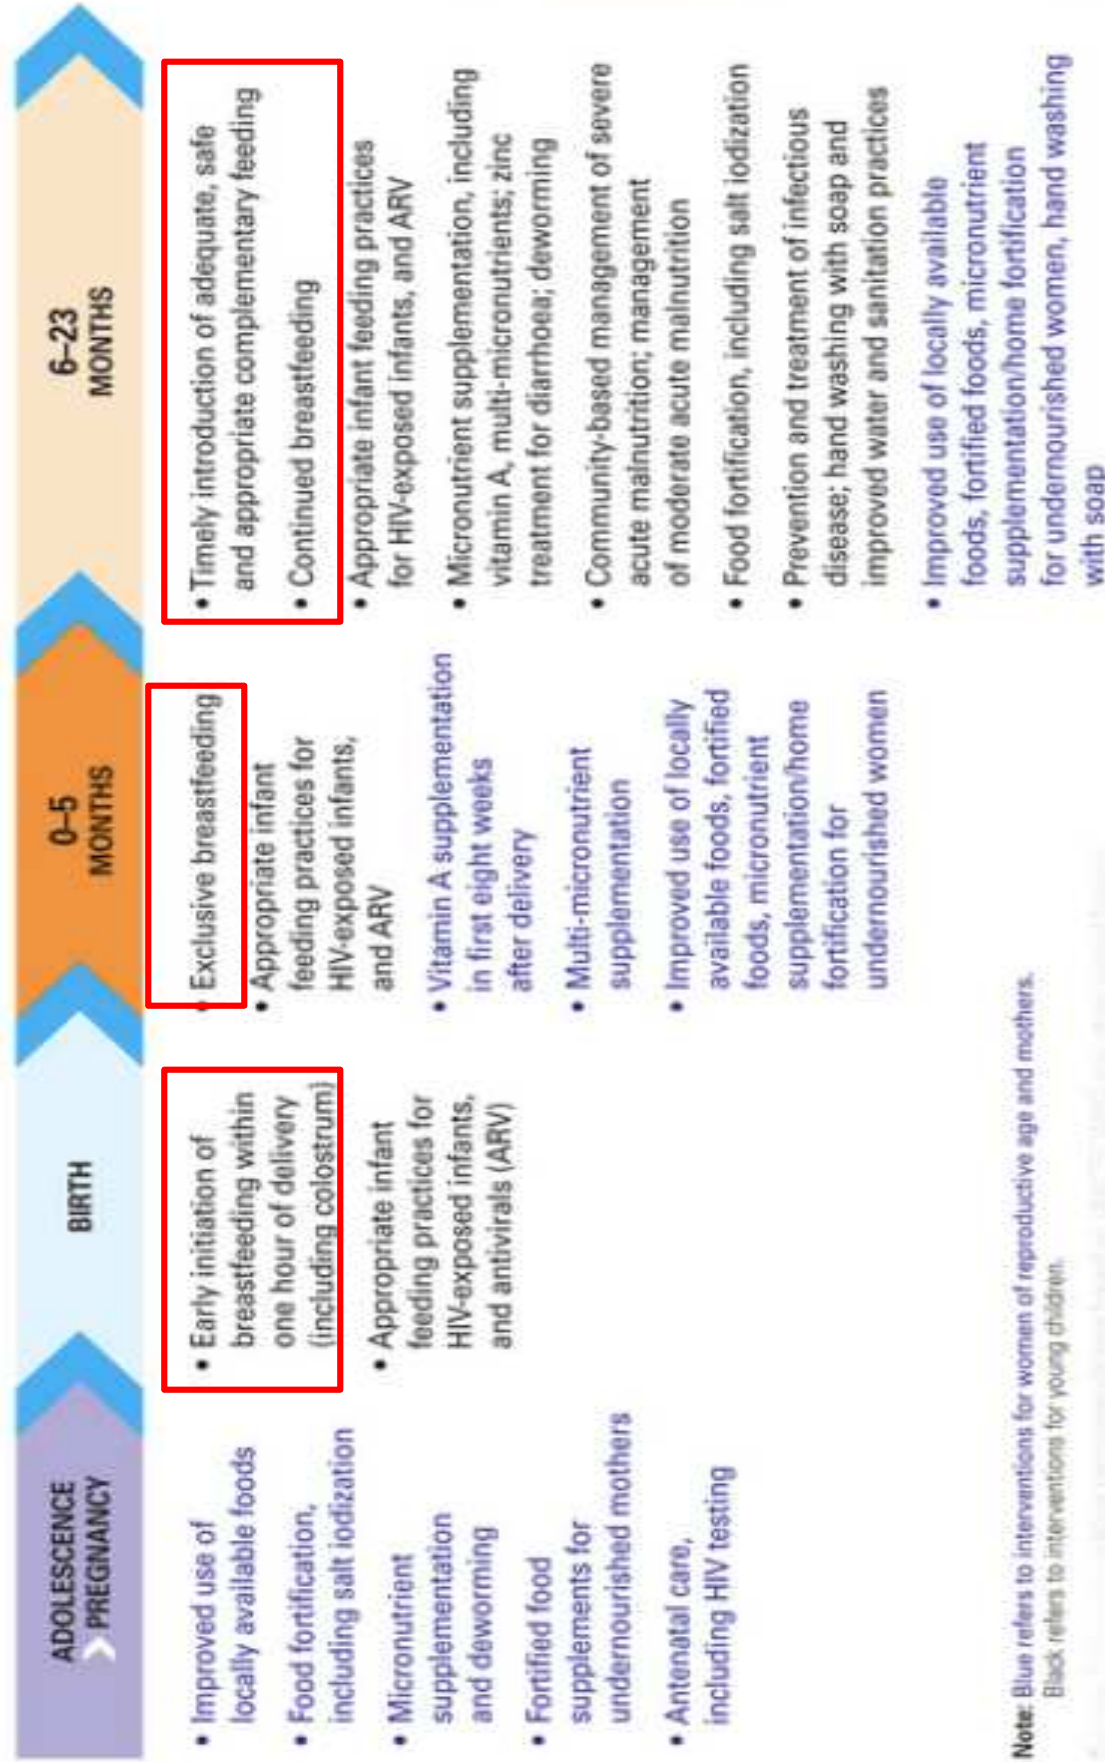 ADOLESCENCE
> PREGNANCY
BIRTH
0–5
MONTHS
6–23
MONTHS
• Improved use of
locally available foods
• Food fortification,
including salt iodization
• Micronutrient
supplementation
and deworming
• Fortified food
supplements for
undernourished mothers
• Antenatal care,
including HIV testing
• Early initiation of
breastfeeding within
one hour of delivery
(including colostrum)
• Appropriate infant
feeding practices for
HIV-exposed infants,
and antivirals (ARV)
• Exclusive breastfeeding
• Appropriate infant
feeding practices for
HIV-exposed infants,
and ARV
• Vitamin A supplementation
in first eight weeks
after delivery
• Multi-micronutrient
supplementation
• Improved use of locally
available foods, fortified
foods, micronutrient
supplementation/home
fortification for
undernourished women
• Timely introduction of adequate, safe
and appropriate complementary feeding
• Continued breastfeeding
• Appropriate infant feeding practices
for HIV-exposed infants, and ARV
• Micronutrient supplementation, including
vitamin A, multi-micronutrients; zinc
treatment for diarrhoea; deworming
• Community-based management of severe
acute malnutrition; management
of moderate acute malnutrition
• Food fortification, including salt iodization
• Prevention and treatment of infectious
disease; hand washing with soap and
improved water and sanitation practices
• Improved use of locally available
foods, fortified foods, micronutrient
supplementation/home fortification
for undernourished women, hand washing
with soap
Note: Blue refers to interventions for women of reproductive age and mothers.
Black refers to interventions for young children.